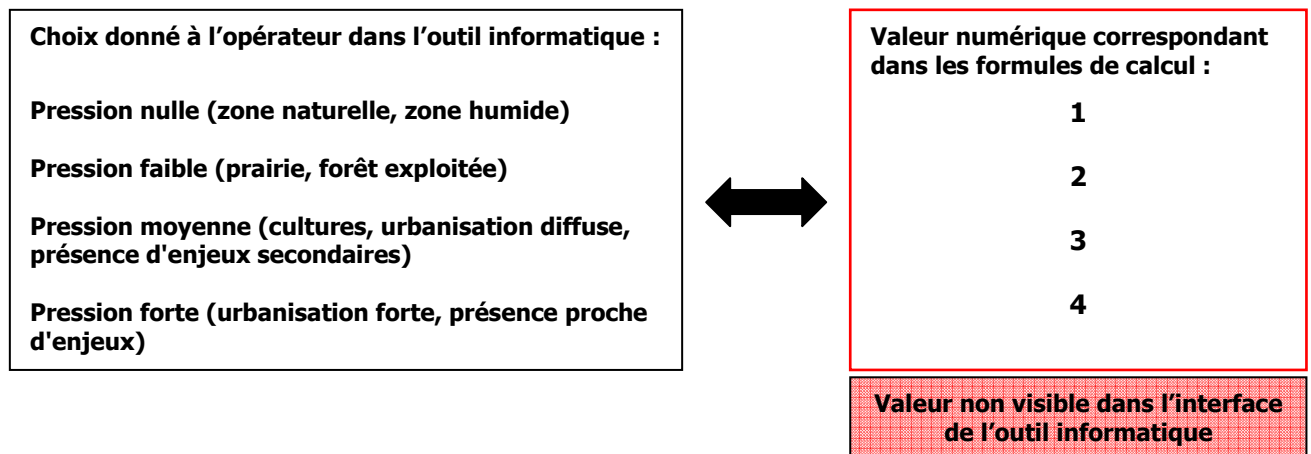 Choix donné à l’opérateur dans l’outil informatique :
Pression nulle (zone naturelle, zone humide)
Pression faible (prairie, forêt exploitée)
Pression moyenne (cultures, urbanisation diffuse,
présence d'enjeux secondaires)
Pression forte (urbanisation forte, présence proche
d'enjeux)
Valeur numérique correspondant
dans les formules de calcul :
1
2
3
4
Valeur non visible dans l’interface
de l’outil informatique